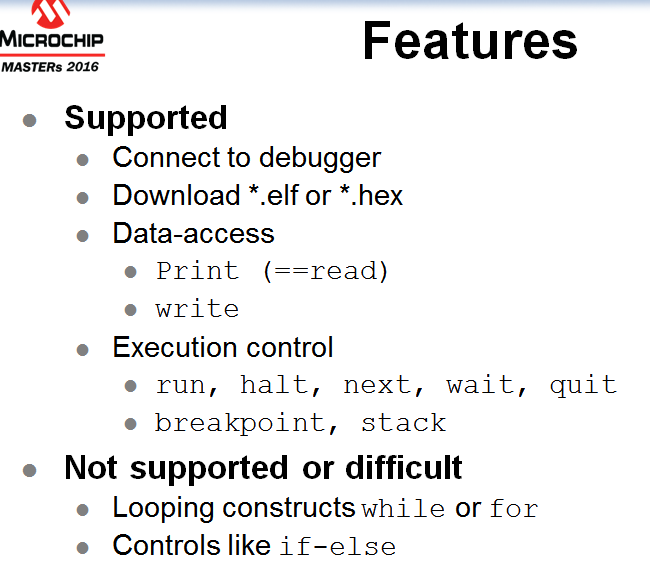 MICROCHIP
MASTERs 2016
Features
Supported
Connect to debugger
Download *.elf or *.hex
Data-access
Print (==read)
write
Execution control
run, halt, next, wait, quit
breakpoint, stack
Not supported or difficult
Looping constructs while or for
Controls like if-else